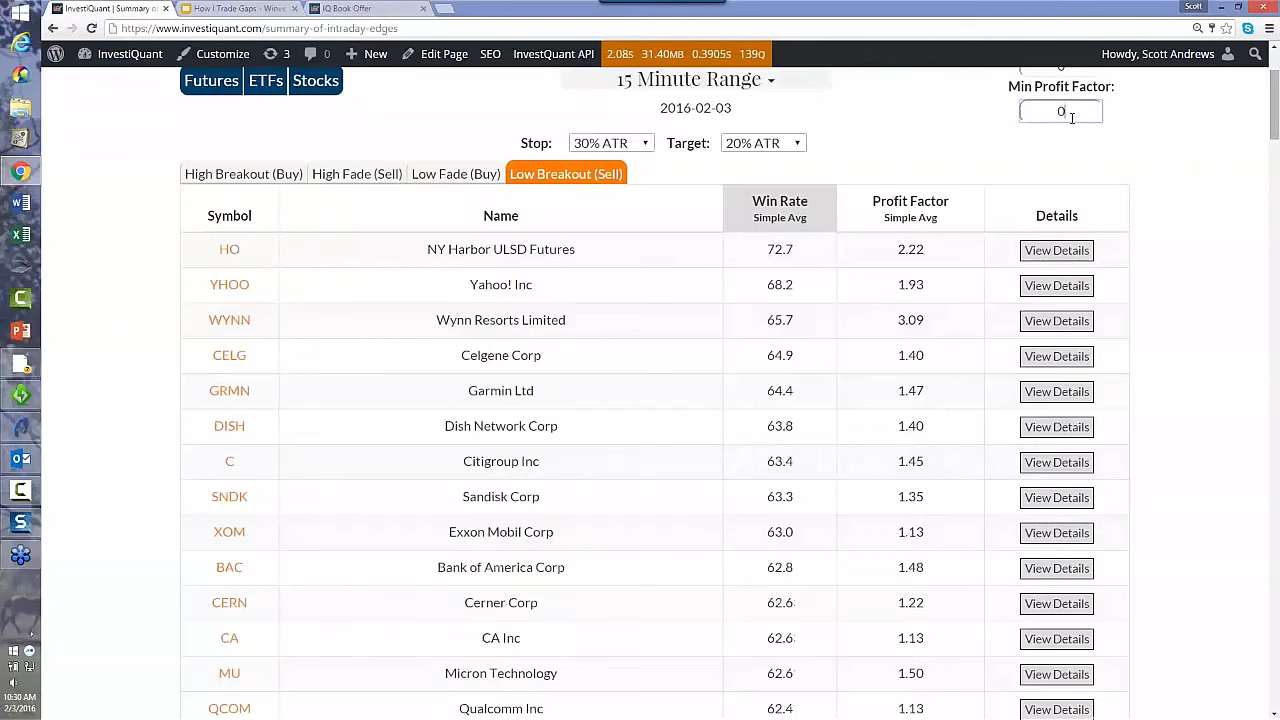 InvestiQuant | Summary o
How I Trade Gaps - Winve
IQ Book Offer
Scott
https://www.investiquant.com/summary-of-intraday-edges
InvestiQuant Customize 3 0 New Edit Page SEO InvestiQuant API 2.08s 31.40MB 0.3905s 139Q Howdy, Scott Andrews
Futures ETFs Stocks
15 Minute Range
2016-02-03
Min Profit Factor:
0
Stop: 30% ATR Target: 20% ATR
High Breakout (Buy) High Fade (Sell) Low Fade (Buy) Low Breakout (Sell)
Symbol Name Win Rate Simple Avg Profit Factor Simple Avg Details
HO NY Harbor ULSD Futures 72.7 2.22 View Details
YHOO Yahoo! Inc 68.2 1.93 View Details
WYNN Wynn Resorts Limited 65.7 3.09 View Details
CELG Celgene Corp 64.9 1.40 View Details
GRMN Garmin Ltd 64.4 1.47 View Details
DISH Dish Network Corp 63.8 1.40 View Details
C Citigroup Inc 63.4 1.45 View Details
SNDK Sandisk Corp 63.3 1.35 View Details
XOM Exxon Mobil Corp 63.0 1.13 View Details
BAC Bank of America Corp 62.8 1.48 View Details
CERN Cerner Corp 62.6 1.22 View Details
CA CA Inc 62.6 1.13 View Details
MU Micron Technology 62.6 1.50 View Details
QCOM Qualcomm Inc 62.4 1.13 View Details
10:30 AM
2/3/2016